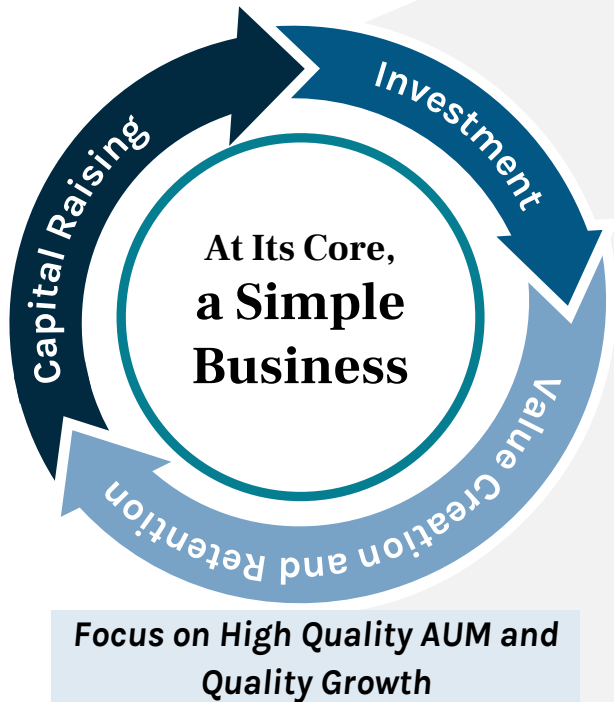 Capital Raising
Investment
Value Creation and Retention
At Its Core,
a Simple
Business
Focus on High Quality AUM and
Quality Growth